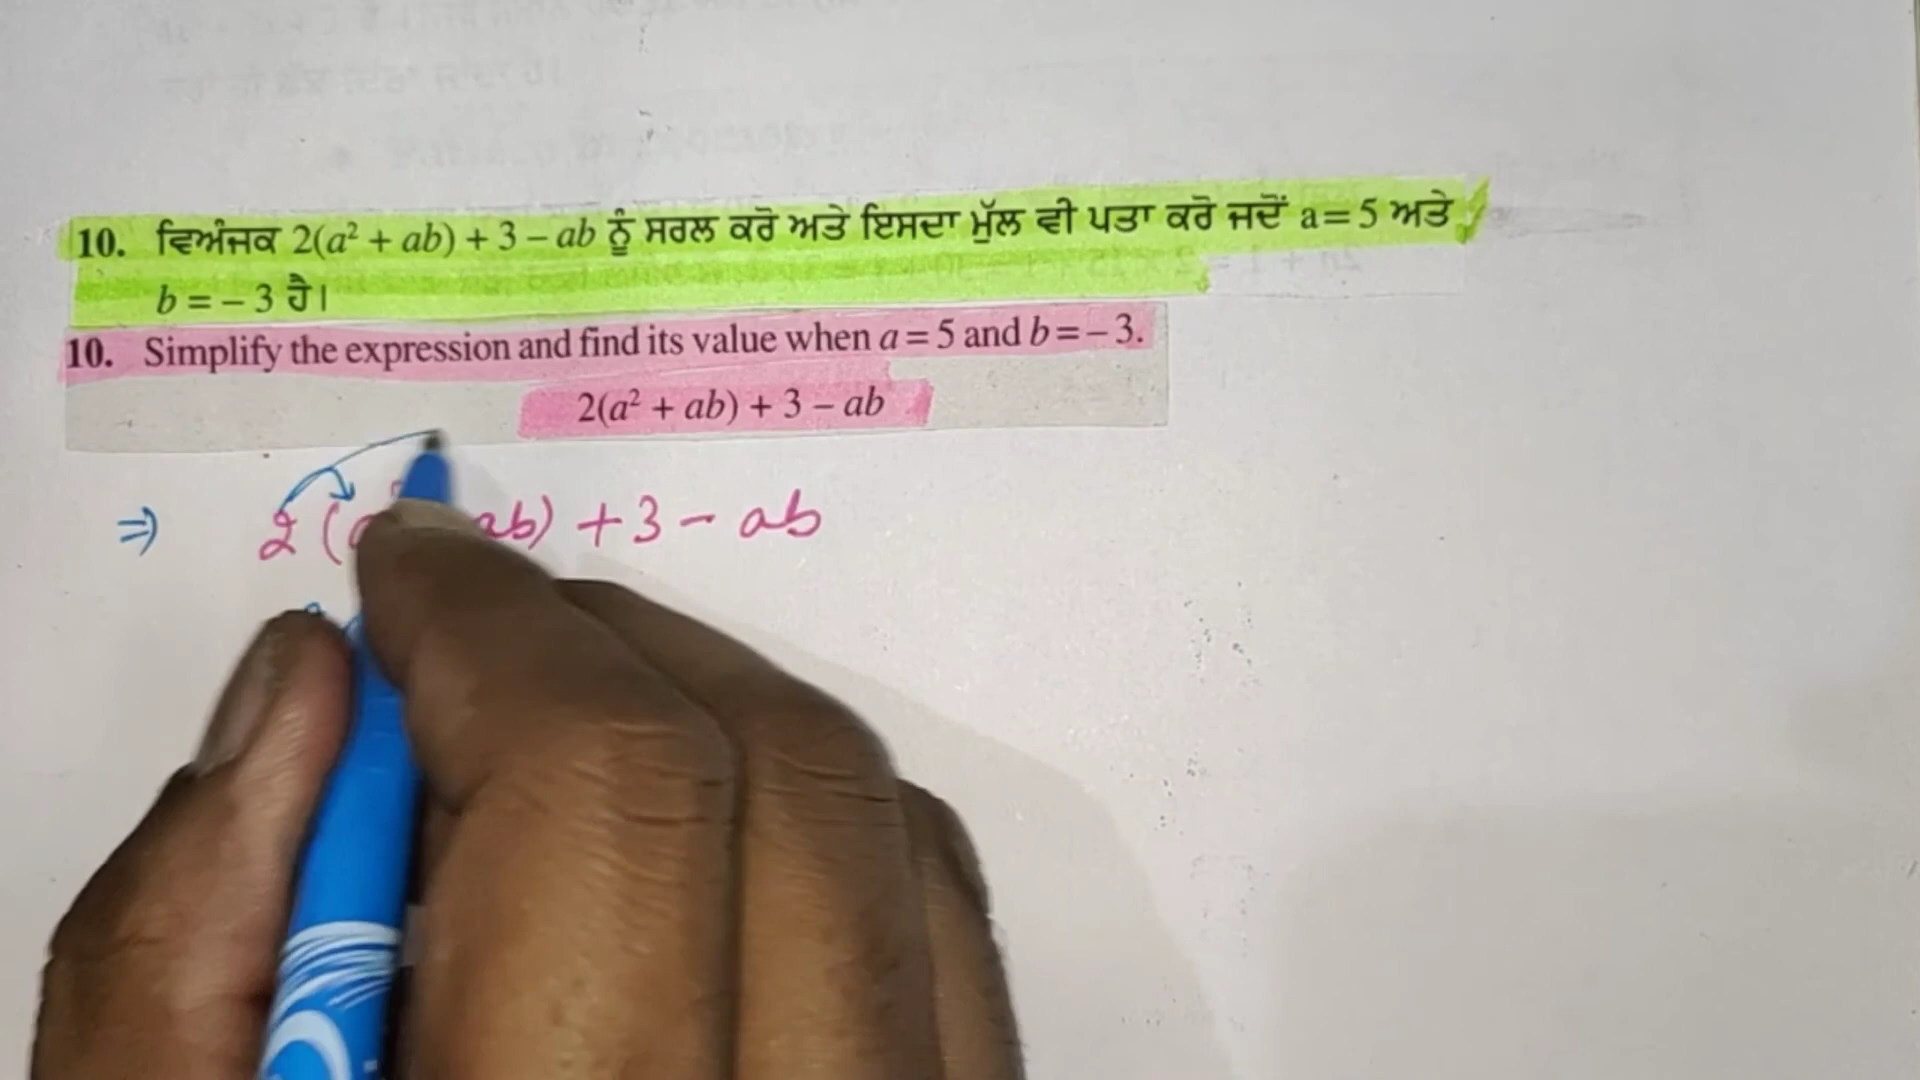 10. ਵਿਅੰਜਕ 2(a² + ab) + 3 – ab ਨੂੰ ਸਰਲ ਕਰੋ ਅਤੇ ਇਸਦਾ ਮੁੱਲ ਵੀ ਪਤਾ ਕਰੋ ਜਦੋਂ a = 5 ਅਤੇ
b = – 3 ਹੈ।
10. Simplify the expression and find its value when a = 5 and b = – 3.
2(a² + ab) + 3 – ab
⇒ 2(a ab) + 3 - ab